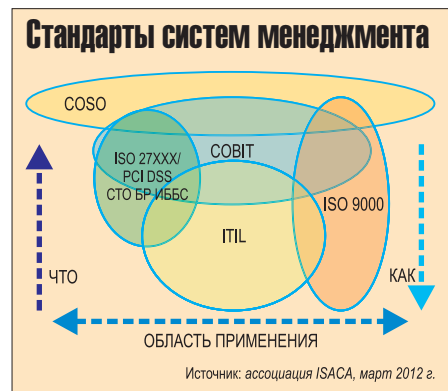 Стандарты систем менеджмента
COSO
COBIT
ISO 27XXX/
PCI DSS
СТО БР ИББС
ISO 9000
ITIL
ЧТО
КАК
ОБЛАСТЬ ПРИМЕНЕНИЯ
Источник: ассоциация ISACA, март 2012 г.